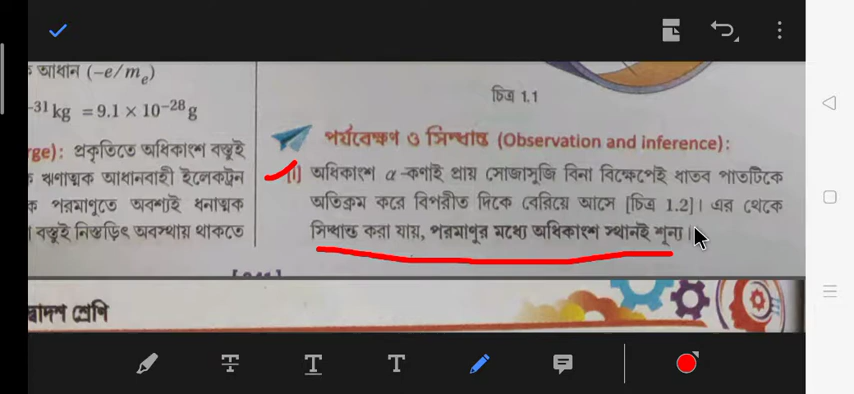 ক আধান (–e/mₑ)
–31 kg = 9.1 × 10–28 g
rge): প্রকৃতিতে অধিকাংশ বস্তুই
ঋণাত্মক আধানবাহী ইলেকট্রন
ক পরমাণুতে অবশ্যই ধনাত্মক
বস্তুই নিস্তড়িৎ অবস্থায় থাকতে
চিত্র 1.1
পর্যবেক্ষণ ও সিদ্ধান্ত (Observation and inference):
[i] অধিকাংশ α-কণাই প্রায় সোজাসুজি বিনা বিক্ষেপেই ধাতব পাতটিকে
অতিক্রম করে বিপরীত দিকে বেরিয়ে আসে [চিত্র 1.2]। এর থেকে
সিদ্ধান্ত করা যায়, পরমাণুর মধ্যে অধিকাংশ স্থানই শূন্য।
দ্বাদশ শ্রেণি
T T T